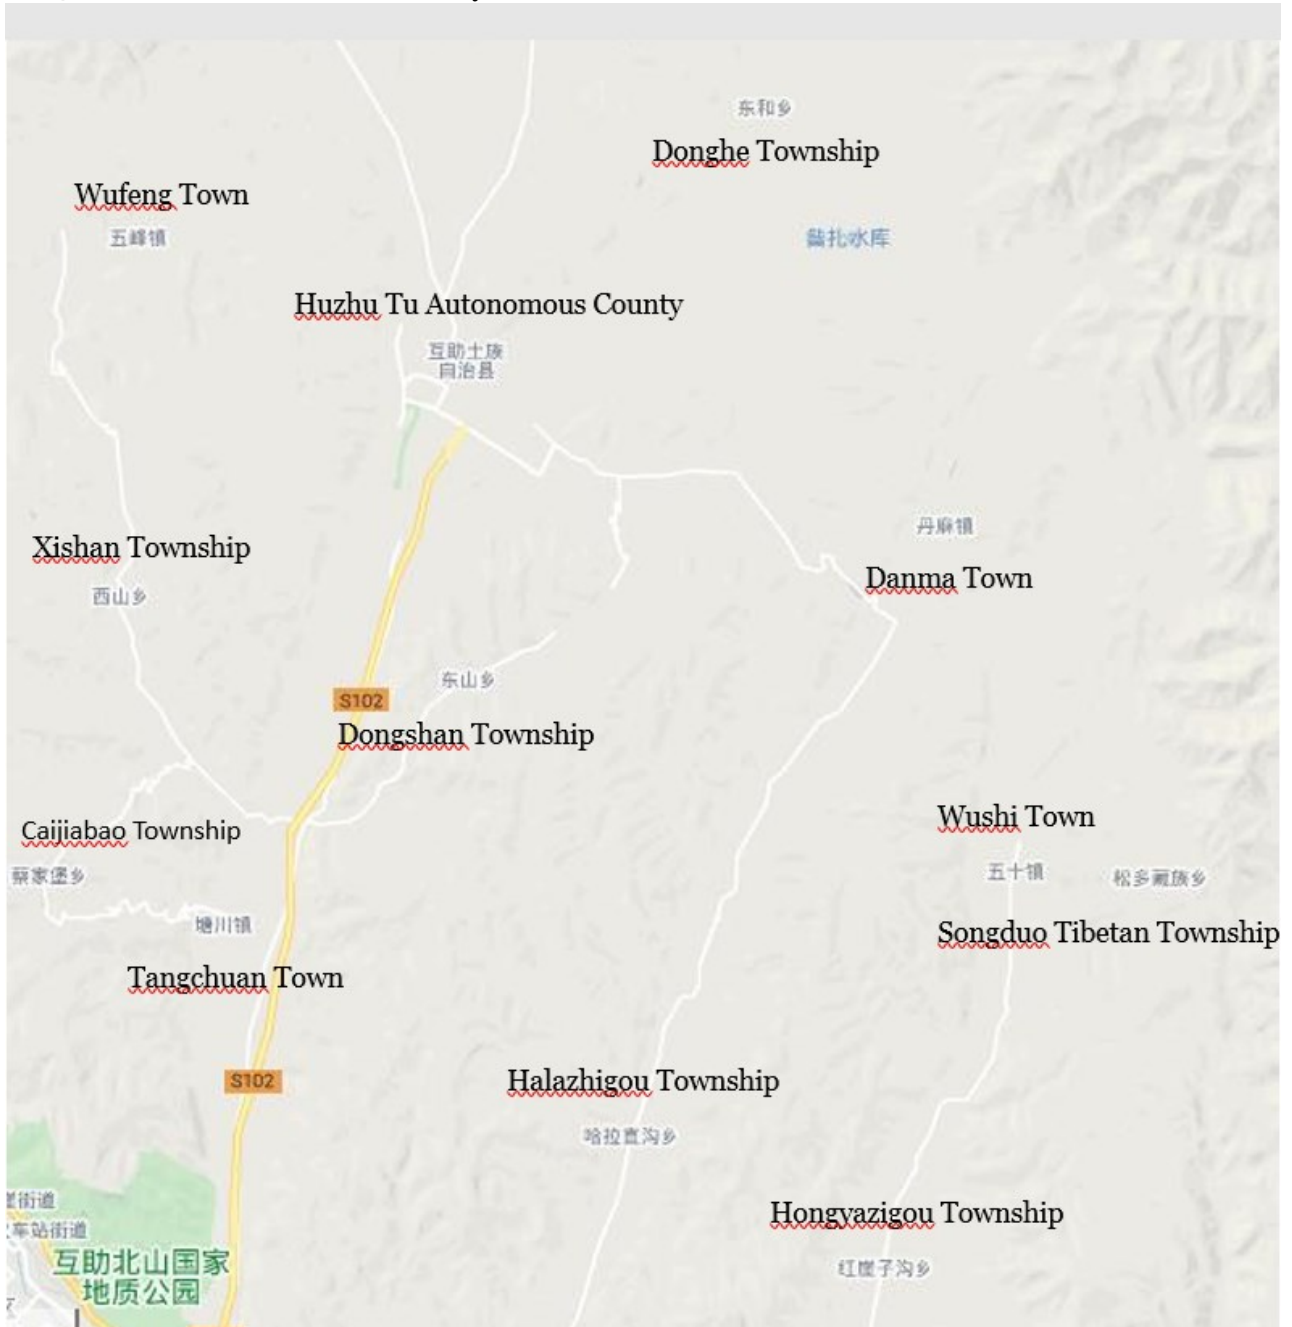 东和乡
Donghe Township
Wufeng Town
五峰镇
盘扎水库
Huzhu Tu Autonomous County
互助土族
自治县
丹麻镇
Xishan Township
Danma Town
西山乡
东山乡
S102
Dongshan Township
Wushi Town
Caijiabao Township
五十镇
松多藏族乡
蔡家堡乡
塘川镇
Songduo Tibetan Township
Tangchuan Town
S102
Halazhigou Township
哈拉直沟乡
街道
Hongyazigou Township
车站街道
互助北山国家
地质公园
红崖子沟乡